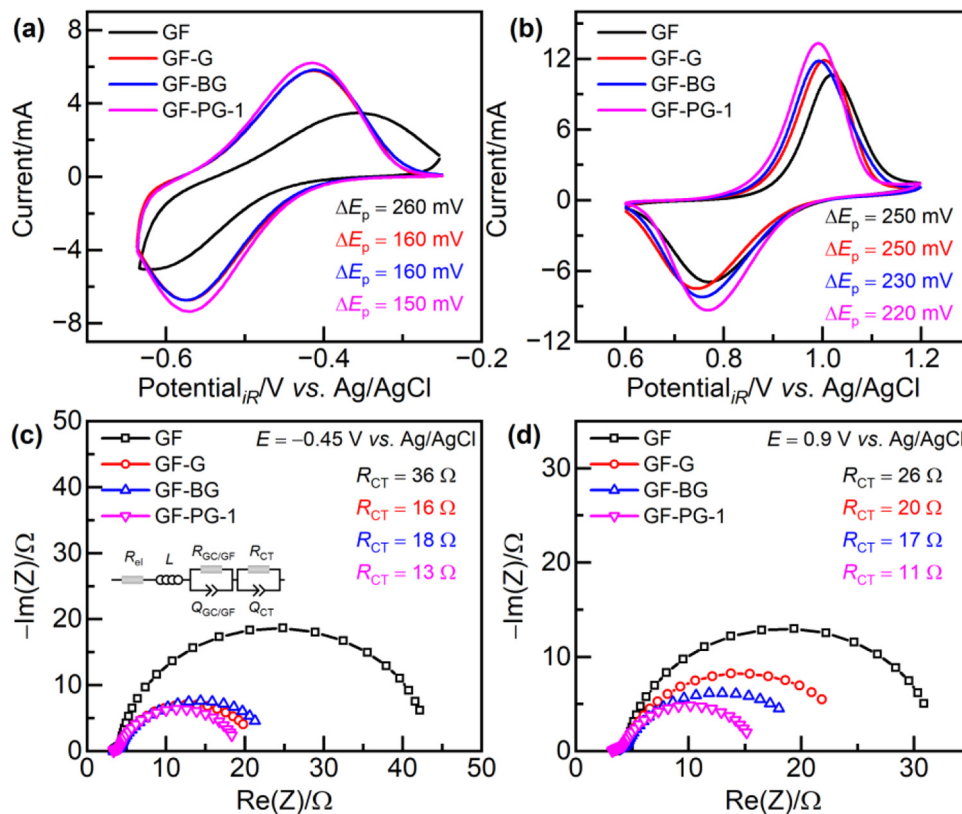 (a)
GF
GF-G
GF-BG
GF-PG-1
8
4
0
−4
−8
Current/mA
ΔEp = 260 mV
ΔEp = 160 mV
ΔEp = 160 mV
ΔEp = 150 mV
−0.6
−0.4
−0.2
PotentialiR/V vs. Ag/AgCl
(b)
GF
GF-G
GF-BG
GF-PG-1
12
6
0
−6
−12
Current/mA
ΔEp = 250 mV
ΔEp = 250 mV
ΔEp = 230 mV
ΔEp = 220 mV
0.6
0.8
1.0
1.2
PotentialiR/V vs. Ag/AgCl
(c)
GF
GF-G
GF-BG
GF-PG-1
E = −0.45 V vs. Ag/AgCl
RCT = 36 Ω
RCT = 16 Ω
RCT = 18 Ω
RCT = 13 Ω
Rel
L
RGC/GF
RCT
QGC/GF
QCT
50
40
30
20
10
0
−Im(Z)/Ω
0
10
20
30
40
50
Re(Z)/Ω
(d)
GF
GF-G
GF-BG
GF-PG-1
E = 0.9 V vs. Ag/AgCl
RCT = 26 Ω
RCT = 20 Ω
RCT = 17 Ω
RCT = 11 Ω
30
20
10
0
−Im(Z)/Ω
0
10
20
30
Re(Z)/Ω